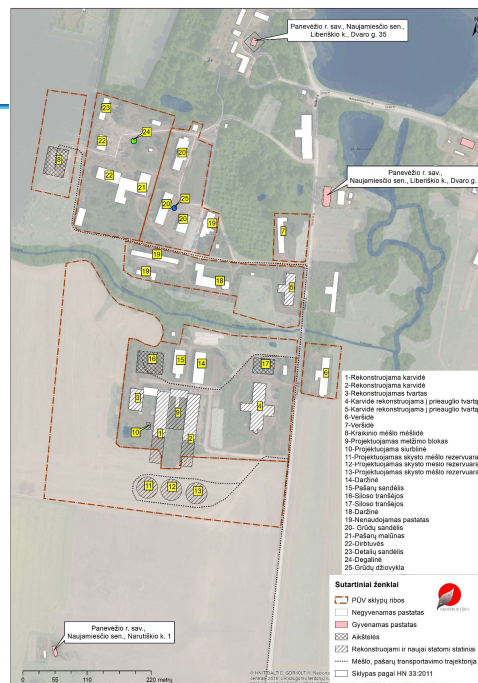 N
Panevėžio r. sav., Naujamiesčio sen.,
Liberiškio k., Dvaro g. 35
23
24
22
20
8
22
21
20
25
20
19
Panevėžio r. sav.,
Naujamiesčio sen., Liberiškio k., Dvaro g.
7
19
19
18
5
16
15
14
17
6
3
9
4
10
1
2
11
12
13
1-Rekonstruojama karvidė
2-Rekonstruojama karvidė
3-Rekonstruojamas tvartas
4-Karvidė rekonstruojama į prieauglio tvartą
5-Karvidė rekonstruojama į prieauglio tvartą
6-Veršidė
7-Veršidė
8-Kraikinio mėšlo mėšlidė
9-Projektuojamas melžimo blokas
10-Projektuojama siurblinė
11-Projektuojamas skysto mėšlo rezervuara
12-Projektuojamas skysto mėšlo rezervuara
13-Projektuojamas skysto mėšlo rezervuara
14-Daržinė
15-Pašarų sandėlis
16-Siloso tranšėjos
17-Siloso tranšėjos
18-Daržinė
19-Nenaudojamas pastatas
20- Grūdų sandėlis
21-Pašarų malūnas
22-Dirbtuvės
23-Detalių sandėlis
24-Degalinė
25-Grūdų džiovykla
Sutartiniai ženklai
PŪV sklypų ribos
Negyvenamas pastatas
Gyvenamas pastatas
Aikštelės
Rekonstruojami ir naujai statomi statiniai
Mėšlo, pašarų transportavimo trajektorija
Sklypas pagal HN 33:2011
Panevėžio r. sav.,
Naujamiesčio sen., Narutiškio k. 1
0 55 110 220 metrų